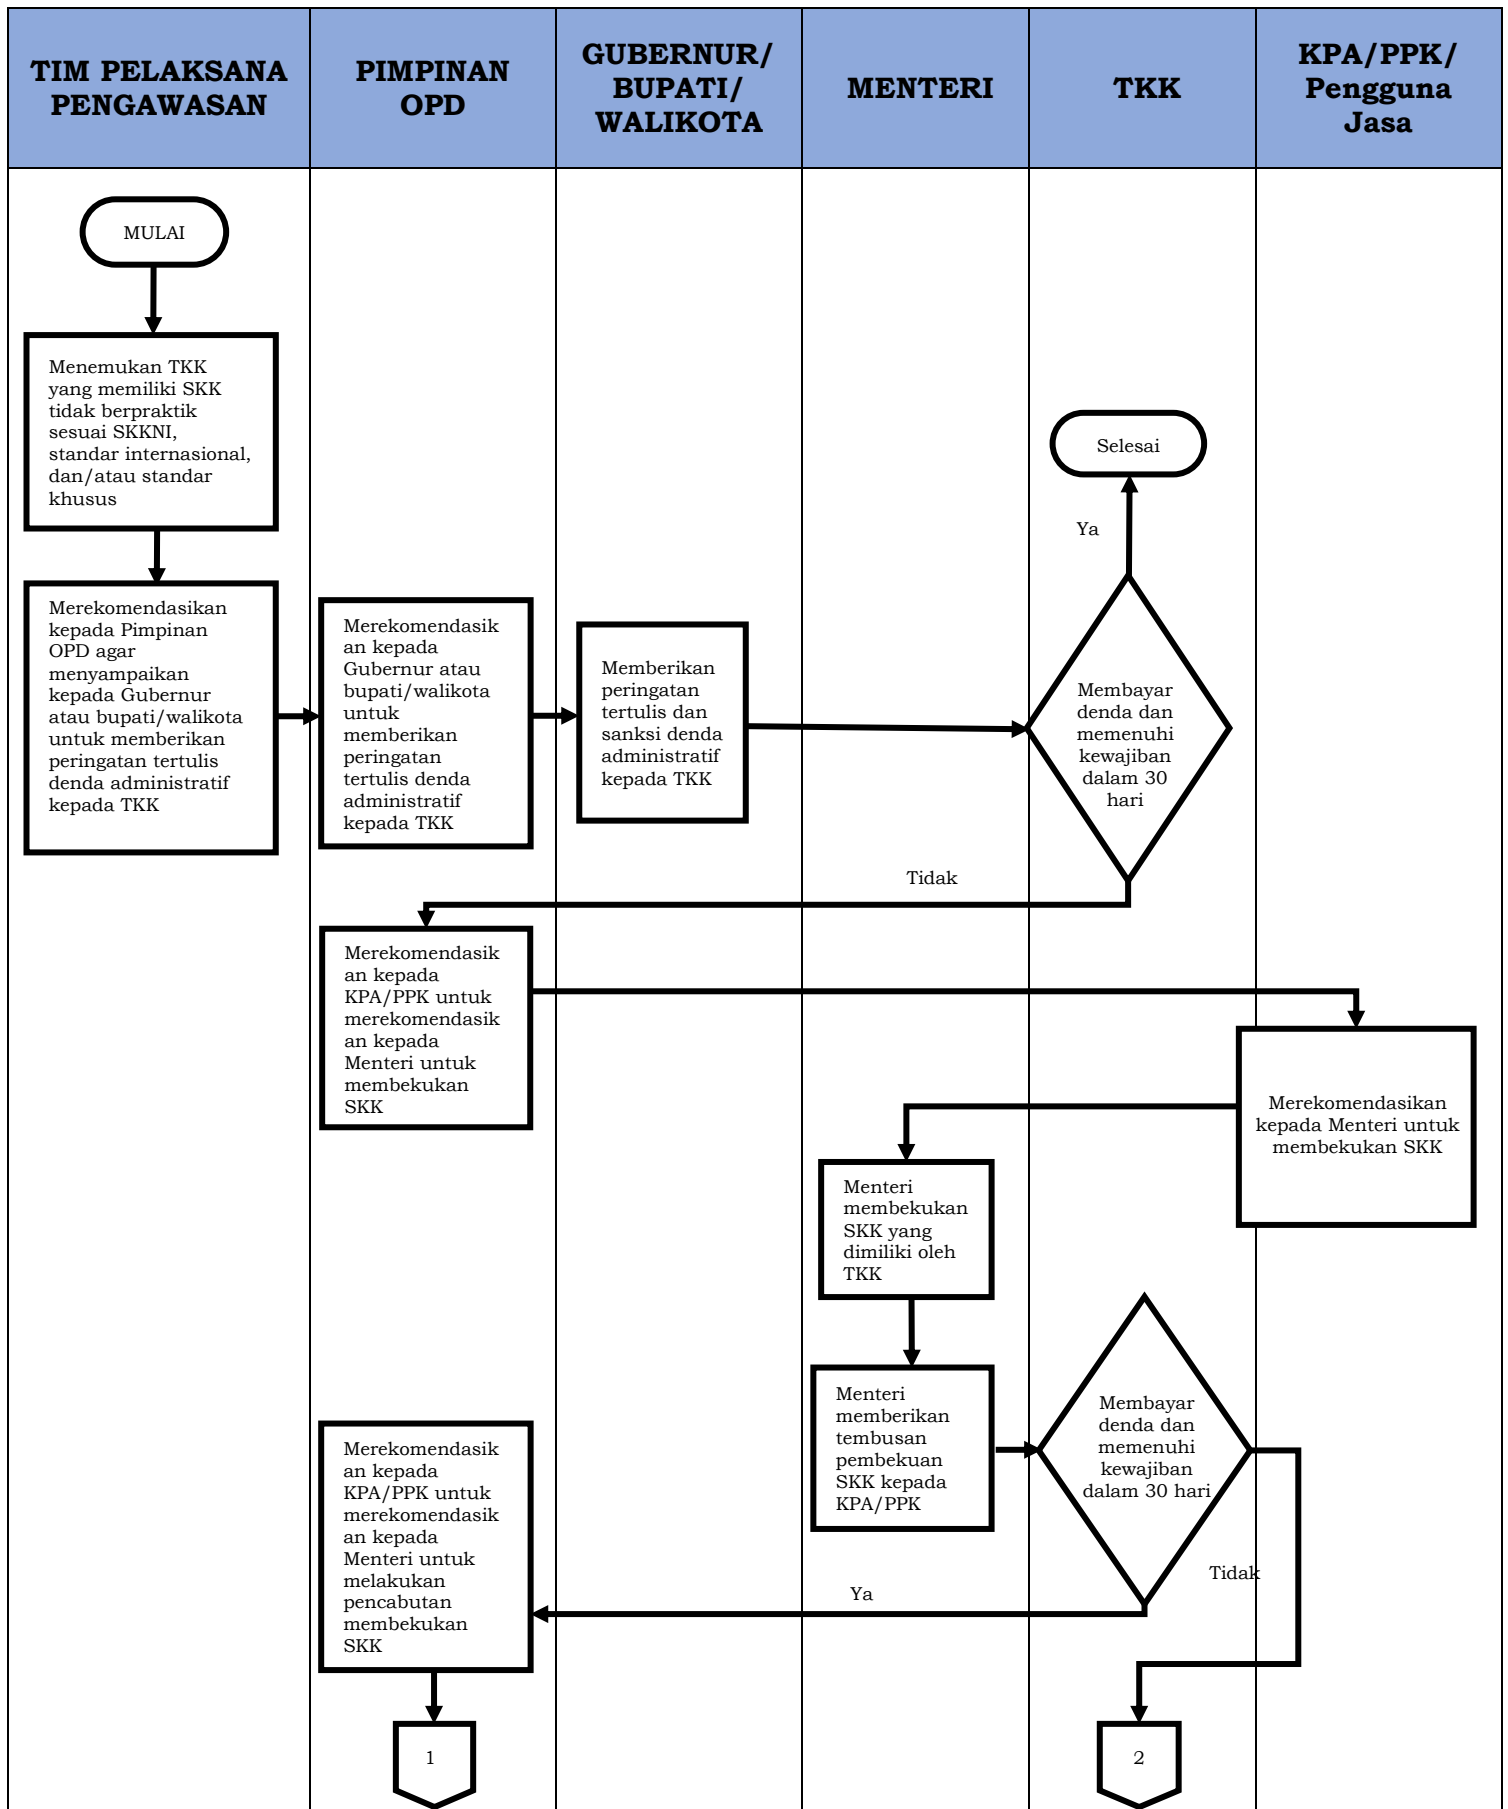 TIM PELAKSANA
PENGAWASAN
PIMPINAN
OPD
GUBERNUR/
BUPATI/
WALIKOTA
MENTERI
TKK
KPA/PPK/
Pengguna
Jasa
MULAI
Menemukan TKK
yang memiliki SKK
tidak berpraktik
sesuai SKKNI,
standar internasional,
dan/atau standar
khusus
Selesai
Ya
Merekomendasikan
kepada Pimpinan
OPD agar
menyampaikan
kepada Gubernur
atau bupati/walikota
untuk memberikan
peringatan tertulis
denda administratif
kepada TKK
Merekomendasik
an kepada
Gubernur atau
bupati/walikota
untuk
memberikan
peringatan
tertulis denda
administratif
kepada TKK
Memberikan
peringatan
tertulis dan
sanksi denda
administratif
kepada TKK
Membayar
denda dan
memenuhi
kewajiban
dalam 30
hari
Tidak
Merekomendasik
an kepada
KPA/PPK untuk
merekomendasik
an kepada
Menteri untuk
membekukan
SKK
Merekomendasikan
kepada Menteri untuk
membekukan SKK
Menteri
membekukan
SKK yang
dimiliki oleh
TKK
Menteri
memberikan
tembusan
pembekuan
SKK kepada
KPA/PPK
Membayar
denda dan
memenuhi
kewajiban
dalam 30 hari
Tidak
Ya
Merekomendasik
an kepada
KPA/PPK untuk
merekomendasik
an kepada
Menteri untuk
melakukan
pencabutan
membekukan
SKK
1
2